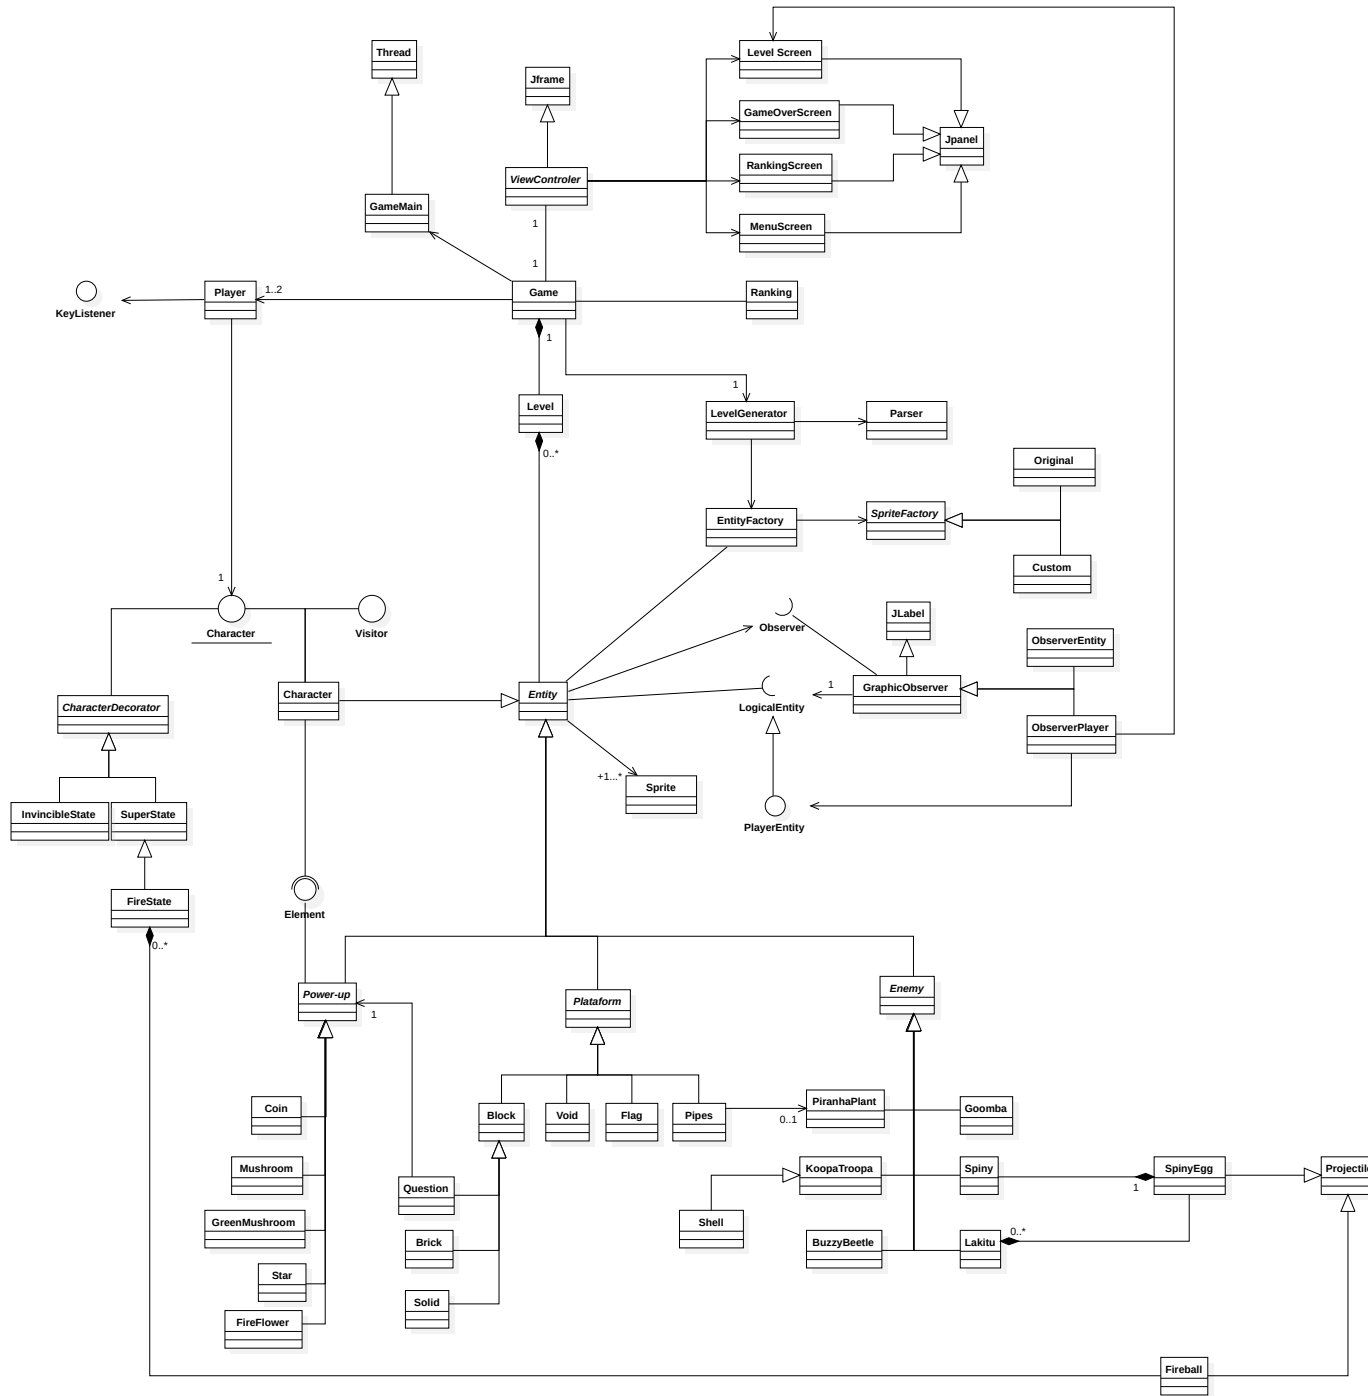 Thread
Level Screen
Jframe
GameOverScreen
Jpanel
RankingScreen
ViewControler
GameMain
MenuScreen
1
1
KeyListener
Player
1..2
Game
Ranking
1
1
Level
LevelGenerator
Parser
0..*
Original
EntityFactory
SpriteFactory
Custom
1
Character
Visitor
Observer
JLabel
ObserverEntity
CharacterDecorator
Character
Entity
LogicalEntity
1
GraphicObserver
ObserverPlayer
+1...*
Sprite
InvincibleState
SuperState
PlayerEntity
FireState
Element
0..*
Power-up
1
Plataform
Enemy
Coin
Block
Void
Flag
Pipes
0..1
PiranhaPlant
Goomba
Mushroom
Question
KoopaTroopa
Spiny
1
SpinyEgg
Projectile
GreenMushroom
Shell
Brick
BuzzyBeetle
Lakitu
0..*
Star
Solid
FireFlower
Fireball